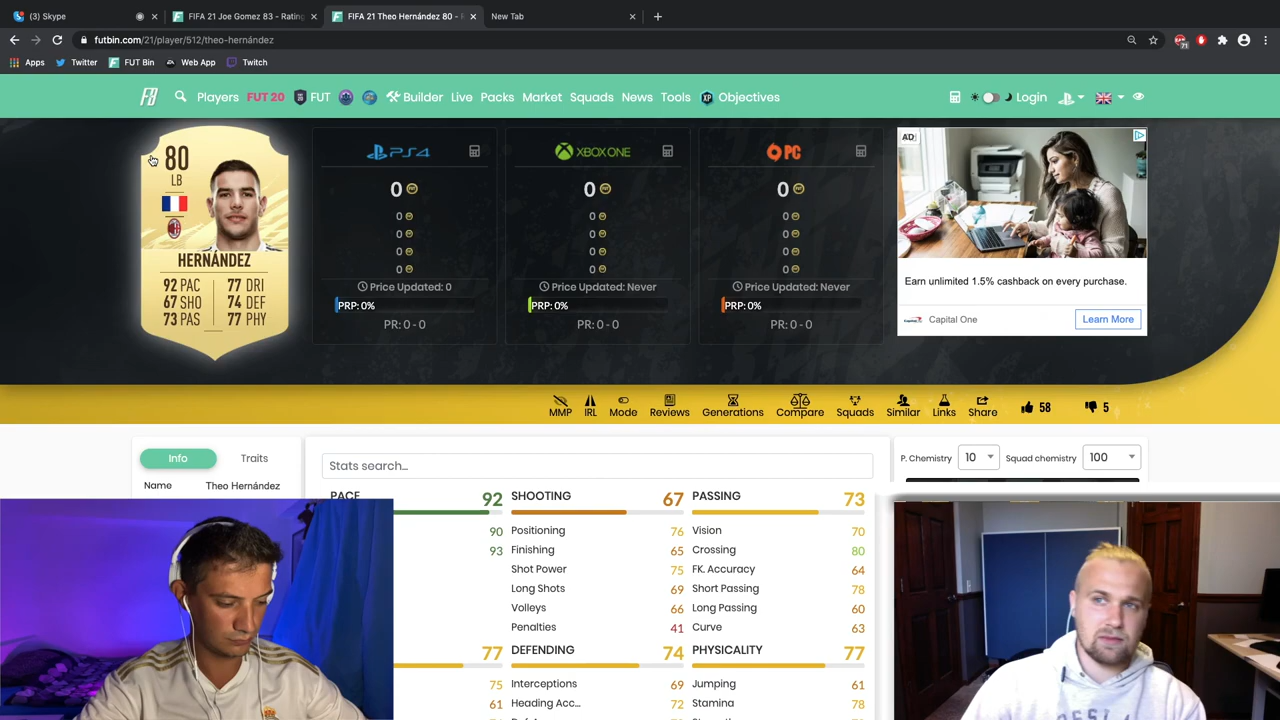 (3) Skype
FIFA 21 Joe Gomez 83 - Rating
FIFA 21 Theo Hernández 80 -
New Tab
futbin.com/21/player/512/theo-hernández
Apps Twitter FUT Bin Web App Twitch
Players FUT 20 FUT Builder Live Packs Market Squads News Tools XP Objectives Login
80
LB
HERNÁNDEZ
92 PAC 77 DRI
67 SHO 74 DEF
73 PAS 77 PHY
PS4
0
0
0
0
0
Price Updated: 0
PRP: 0%
PR: 0 - 0
XBOX ONE
0
0
0
0
0
Price Updated: Never
PRP: 0%
PR: 0 - 0
PC
0
0
0
0
0
Price Updated: Never
PRP: 0%
PR: 0 - 0
AD
Earn unlimited 1.5% cashback on every purchase.
Capital One
Learn More
MMP IRL Mode Reviews Generations Compare Squads Similar Links Share 58 5
Info Traits
Name Theo Hernández
Stats search...
P. Chemistry 10 Squad chemistry 100
PACE 92
90
93
SHOOTING 67
Positioning 76
Finishing 65
Shot Power 75
Long Shots 69
Volleys 66
Penalties 41
PASSING 73
Vision 70
Crossing 80
FK. Accuracy 64
Short Passing 78
Long Passing 60
Curve 63
77
75
61
DEFENDING 74
Interceptions 69
Heading Acc... 72
PHYSICALITY 77
Jumping 61
Stamina 78